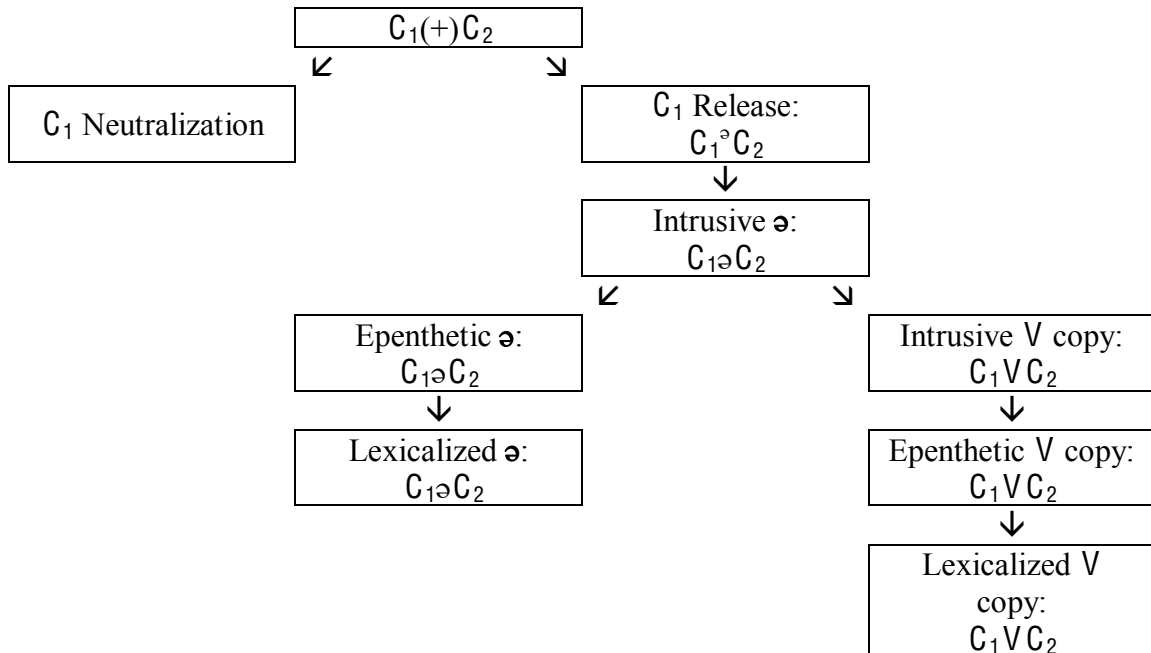 C₁(+)C₂
C₁ Neutralization
C₁ Release:
C₁ᵊC₂
Intrusive ə:
C₁əC₂
Epenthetic ə:
C₁əC₂
Intrusive V copy:
C₁VC₂
Lexicalized ə:
C₁əC₂
Epenthetic V copy:
C₁VC₂
Lexicalized V
copy:
C₁VC₂